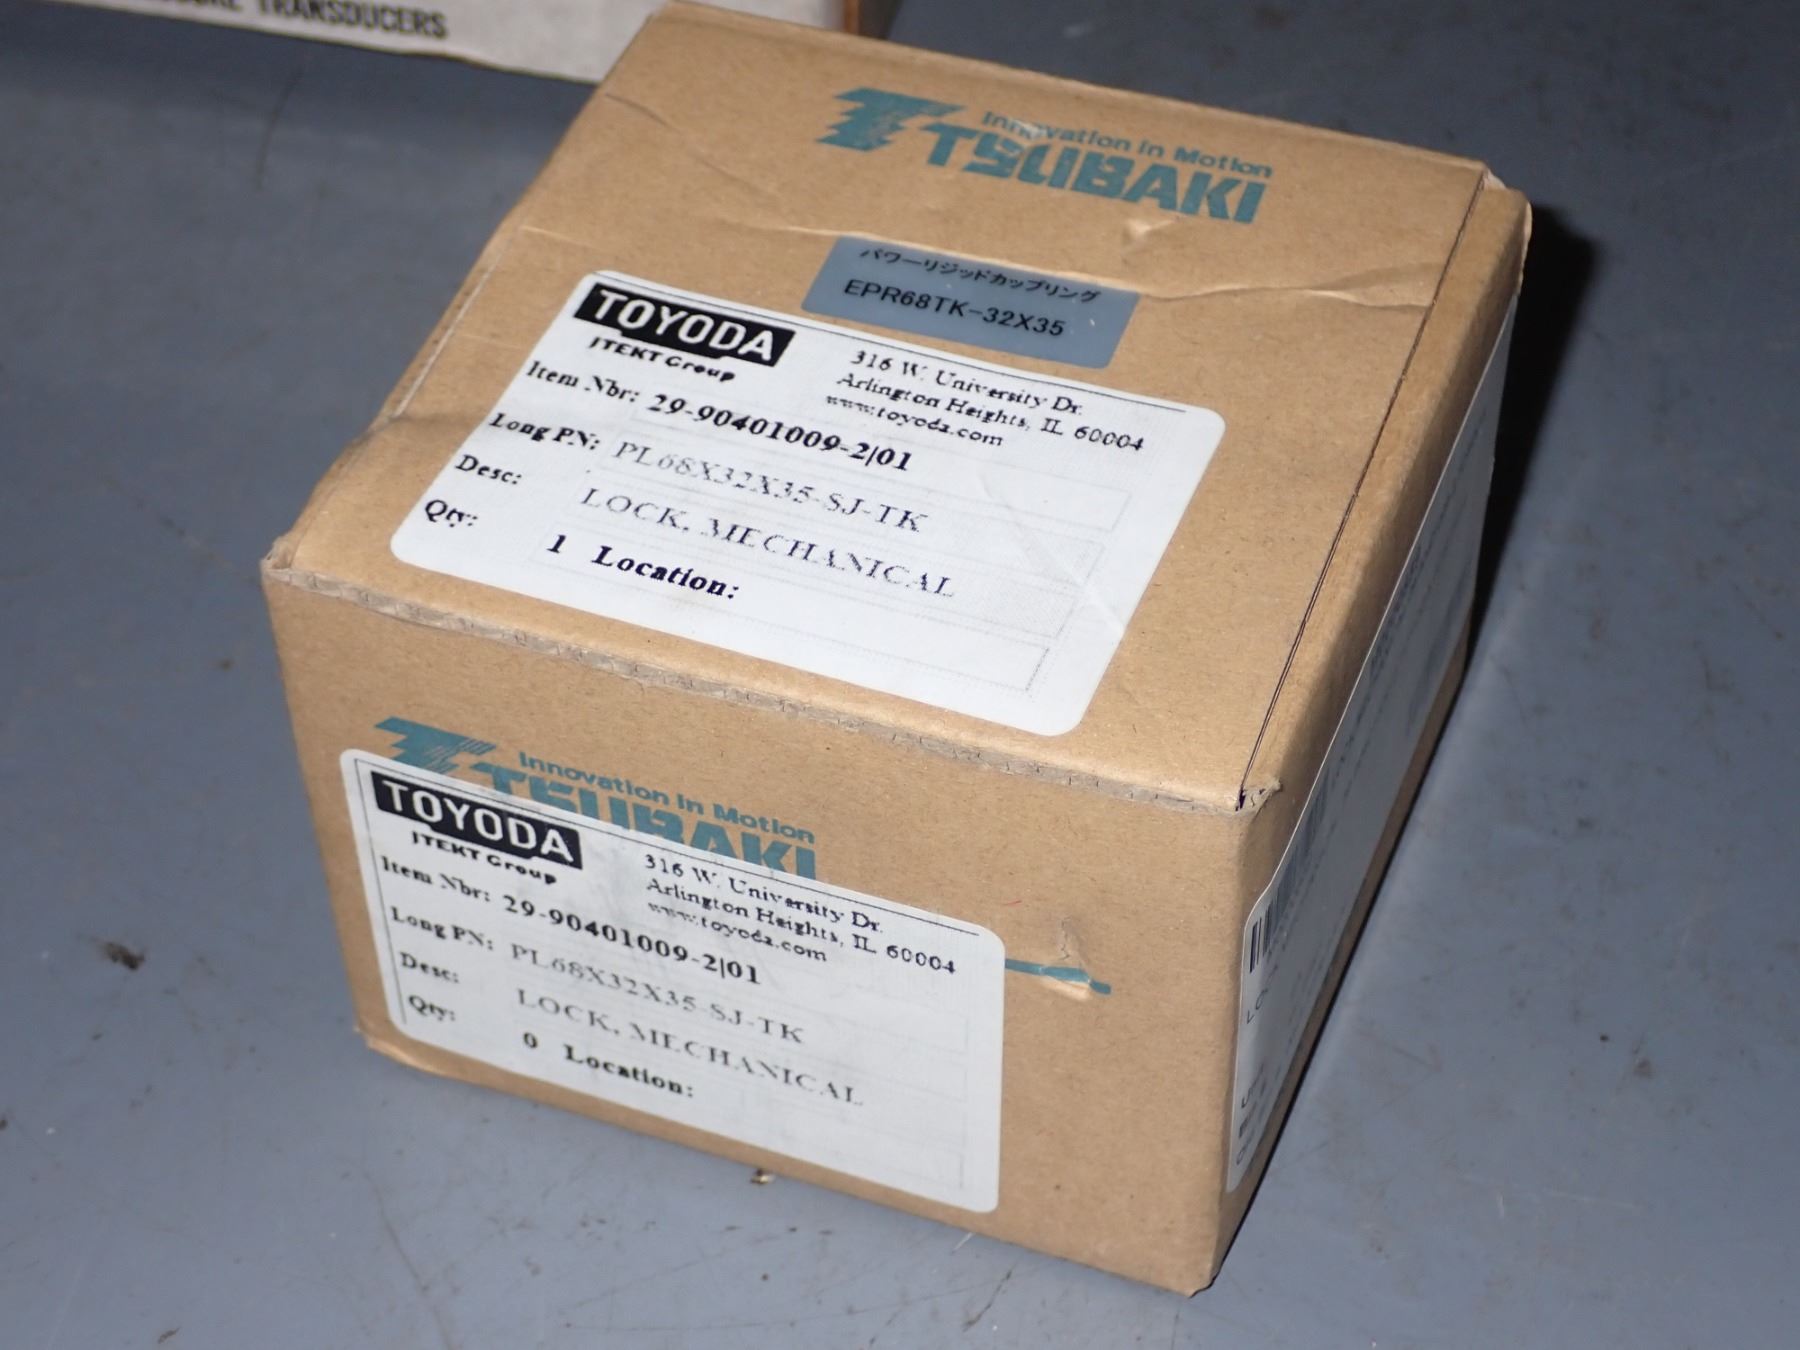 TRANSDUCERS
Innovation in Motion
TSUBAKI
パワーリジッドカップリング
EPR68TK-32X35
TOYODA
JTEKT Group
316 W. University Dr.
Arlington Heights, IL 60004
www.toyoda.com
Item Nbr: 29-90401009-2|01
Long PN: PL68X32X35-SJ-TK
Desc: LOCK, MECHANICAL
Qty: 1 Location:
Innovation in Motion
TSUBAKI
TOYODA
JTEKT Group
316 W. University Dr.
Arlington Heights, IL 60004
www.toyoda.com
Item Nbr: 29-90401009-2|01
Long PN: PL68X32X35-SJ-TK
Desc: LOCK, MECHANICAL
Qty: 0 Location: